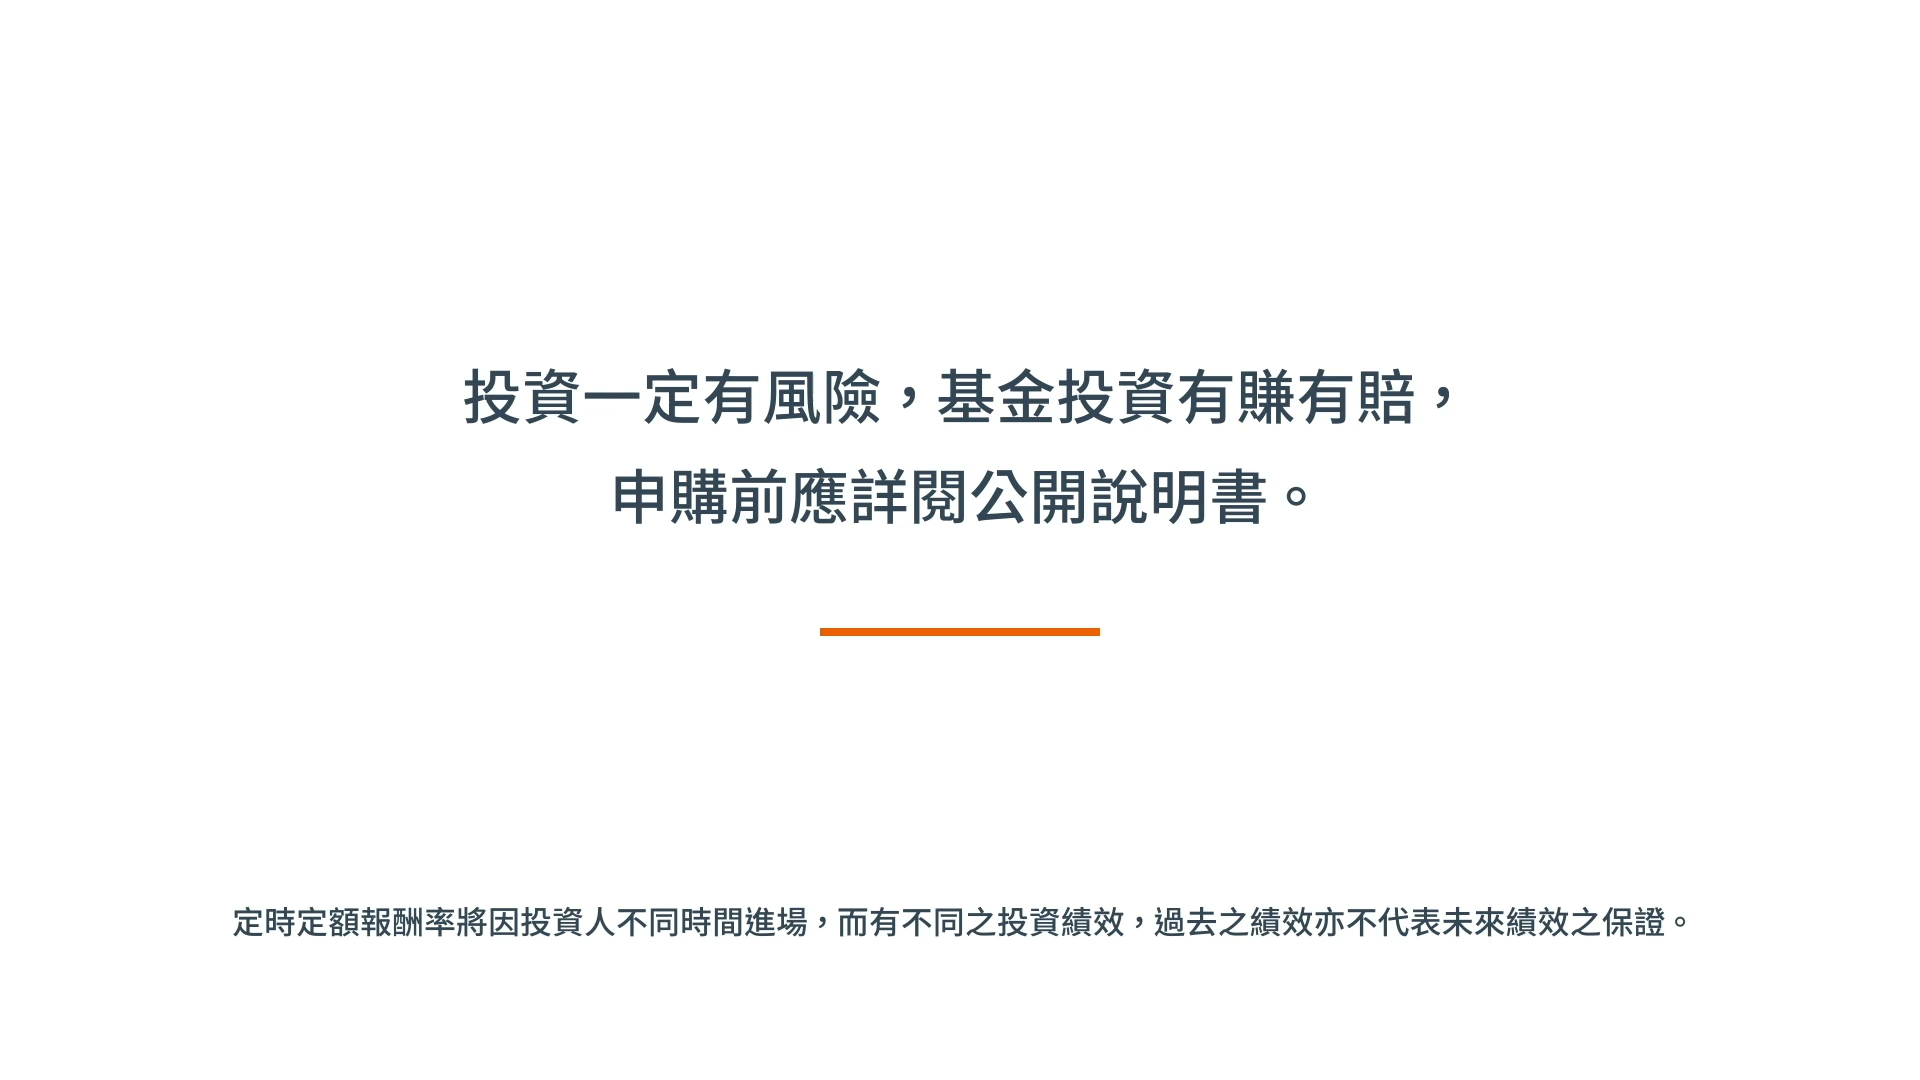 投資一定有風險，基金投資有賺有賠，
申購前應詳閱公開說明書。
定時定額報酬率將因投資人不同時間進場，而有不同之投資績效，過去之績效亦不代表未來績效之保證。